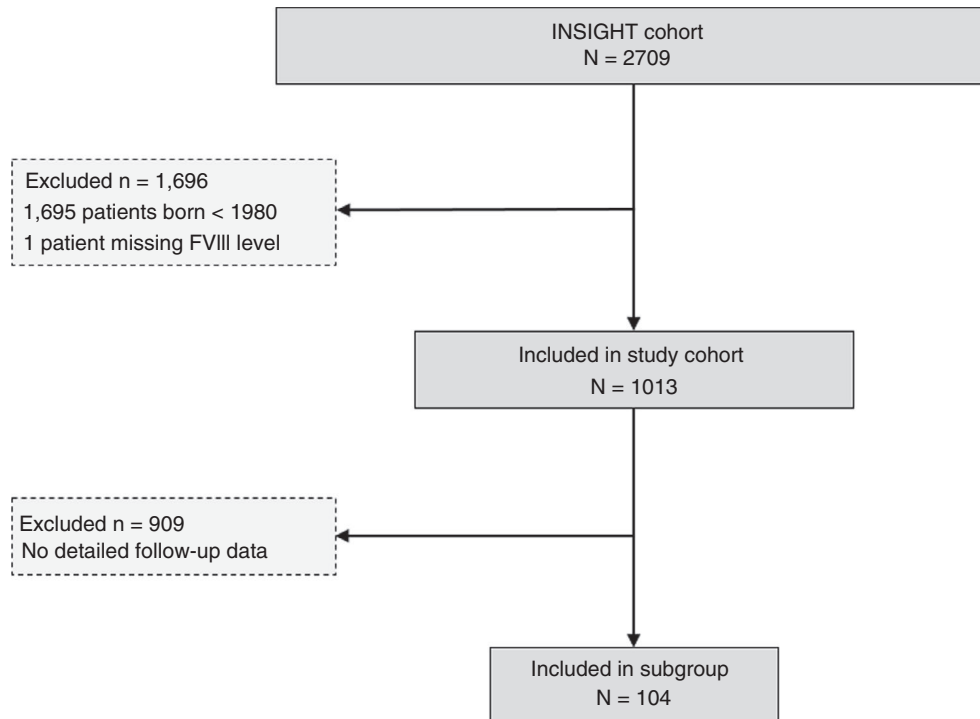 INSIGHT cohort
N = 2709
Excluded n = 1,696
1,695 patients born < 1980
1 patient missing FVIII level
Included in study cohort
N = 1013
Excluded n = 909
No detailed follow-up data
Included in subgroup
N = 104